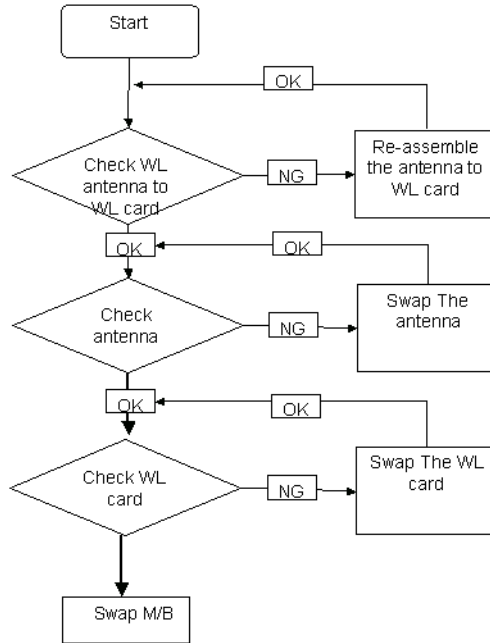 Start
OK
Check WL
antenna to
WL card
NG
Re-assemble
the antenna to
WL card
OK
OK
Check
antenna
NG
Swap The
antenna
OK
OK
Check WL
card
NG
Swap The WL
card
Swap M/B